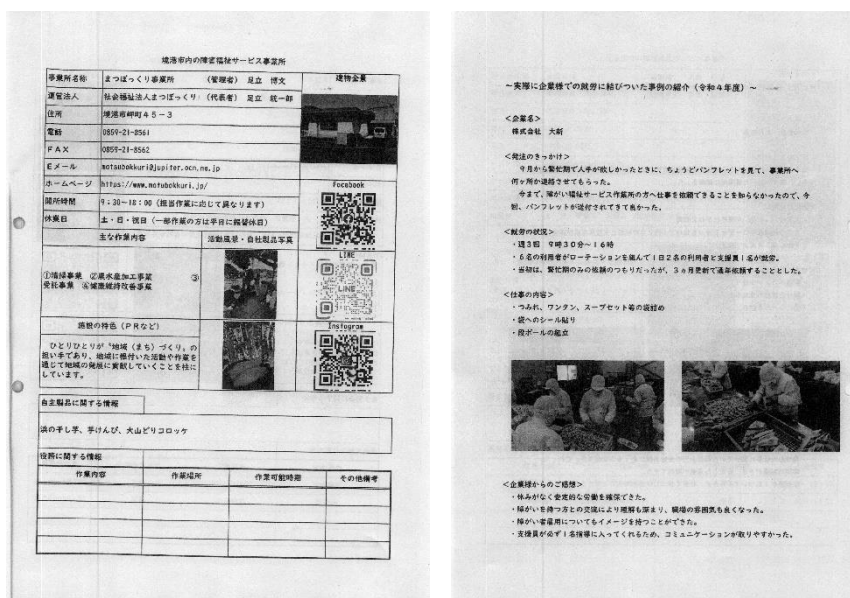 境港市内の障害福祉サービス事業所
事業所名称 まつぼっくり事業所 (管理者) 足立 博文 建物全景
運営法人 社会福祉法人まつぼっくり (代表者) 足立 統一郎
住所 境港市岬町45-3
電話 0859-21-8561
FAX 0859-21-8562
Eメール matsubokkuri@jupiter.ocn.ne.jp
ホームページ https://www.matubokkuri.jp/ Facebook
開所時間 9:30~18:00 (担当作業に応じて異なります)
休業日 土・日・祝日(一部作業の方は平日に振替休日)
主な作業内容 活動風景・自社製品写真
LINE
①清掃事業 ②農水産加工事業 ③
受託事業 ④健康維持改善事業
LINE
施設の特色(PRなど) Instagram
ひとりひとりが“地域(まち)づくり”の
担い手であり、地域に根付いた活動や作業を
通じて地域の発展に貢献していくことを柱に
しています。
自主製品に関する情報
浜の干し芋、芋けんぴ、大山どりコロッケ
役務に関する情報
作業内容 作業場所 作業可能時期 その他備考
~実際に企業様での就労に結びついた事例の紹介(令和4年度)~
<企業名>
株式会社 大新
<発注のきっかけ>
9月から繁忙期で人手が欲しかったときに、ちょうどパンフレットを見て、事業所へ
何ヶ所か連絡させてもらった。
今まで、障がい福祉サービス作業所の方へ仕事を依頼できることを知らなかったので、今
回、パンフレットが送付されてきて良かった。
<就労の状況>
・週3回 9時30分~16時
・6名の利用者がローテーションを組んで1日2名の利用者と支援員1名が就労。
・当初は、繁忙期のみの依頼のつもりだったが、3ヵ月更新で通年依頼することとした。
<仕事の内容>
・つみれ、ワンタン、スープセット等の袋詰め
・袋へのシール貼り
・段ボールの組立
<企業様からのご感想>
・休みがなく安定的な労働を確保できた。
・障がいを持つ方との交流により理解も深まり、職場の雰囲気も良くなった。
・障がい者雇用についてもイメージを持つことができた。
・支援員が必ず1名指導に入ってくれるため、コミュニケーションが取りやすかった。